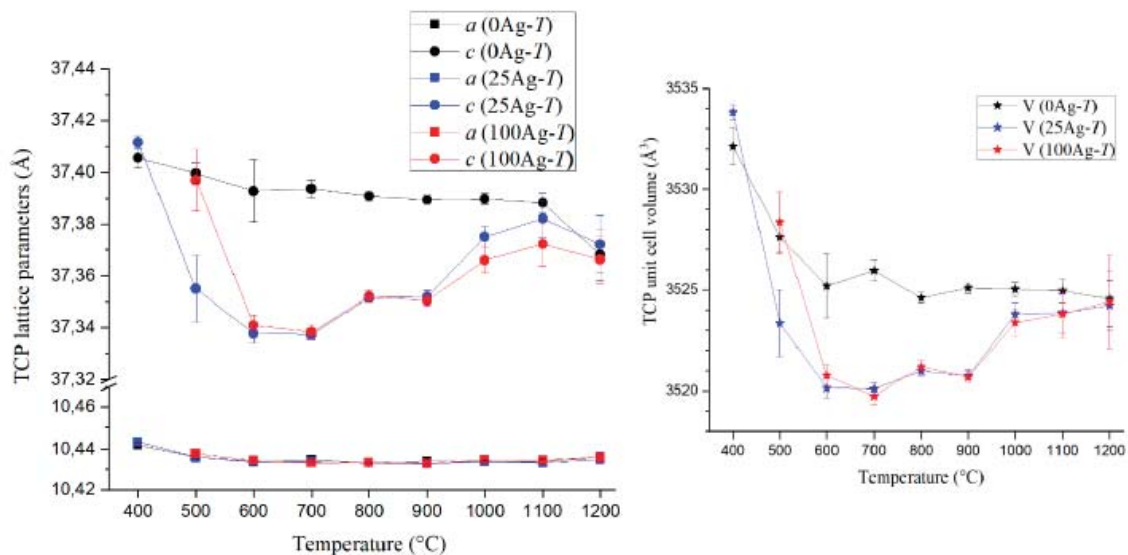 a (0Ag-T)
c (0Ag-T)
a (25Ag-T)
c (25Ag-T)
a (100Ag-T)
c (100Ag-T)
TCP lattice parameters (Å)
37,44
37,42
37,40
37,38
37,36
37,34
37,32
10,46
10,44
10,42
400 500 600 700 800 900 1000 1100 1200
Temperature (°C)
V (0Ag-T)
V (25Ag-T)
V (100Ag-T)
TCP unit cell volume (Å³)
3535
3530
3525
3520
400 500 600 700 800 900 1000 1100 1200
Temperature (°C)